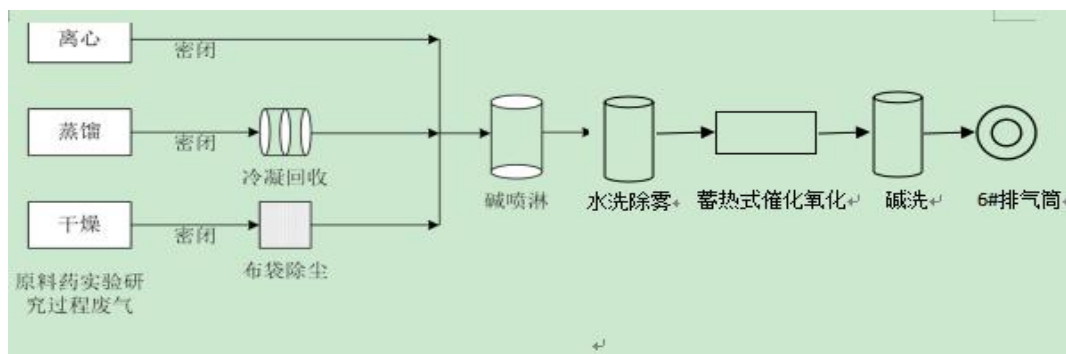 离心
密闭
蒸馏
密闭
冷凝回收
干燥
密闭
布袋除尘
原料药实验研
究过程废气
碱喷淋
水洗除雾
蓄热式催化氧化
碱洗
6#排气筒